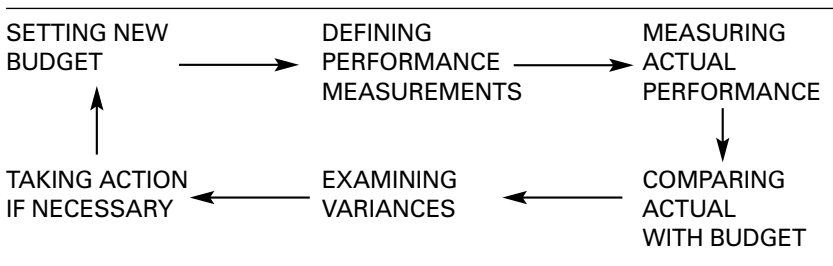 SETTING NEW
BUDGET
DEFINING
PERFORMANCE
MEASUREMENTS
MEASURING
ACTUAL
PERFORMANCE
COMPARING
ACTUAL
WITH BUDGET
EXAMINING
VARIANCES
TAKING ACTION
IF NECESSARY